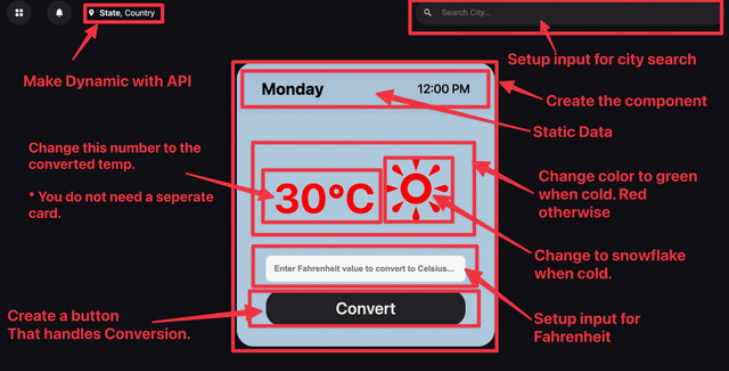 State, Country
Search City...
Make Dynamic with API
Setup input for city search
Monday
12:00 PM
Create the component
Static Data
Change this number to the
converted temp.
* You do not need a seperate
card.
30°C
Change color to green
when cold. Red
otherwise
Change to snowflake
when cold.
Enter Fahrenheit value to convert to Celsius...
Convert
Create a button
That handles Conversion.
Setup input for
Fahrenheit